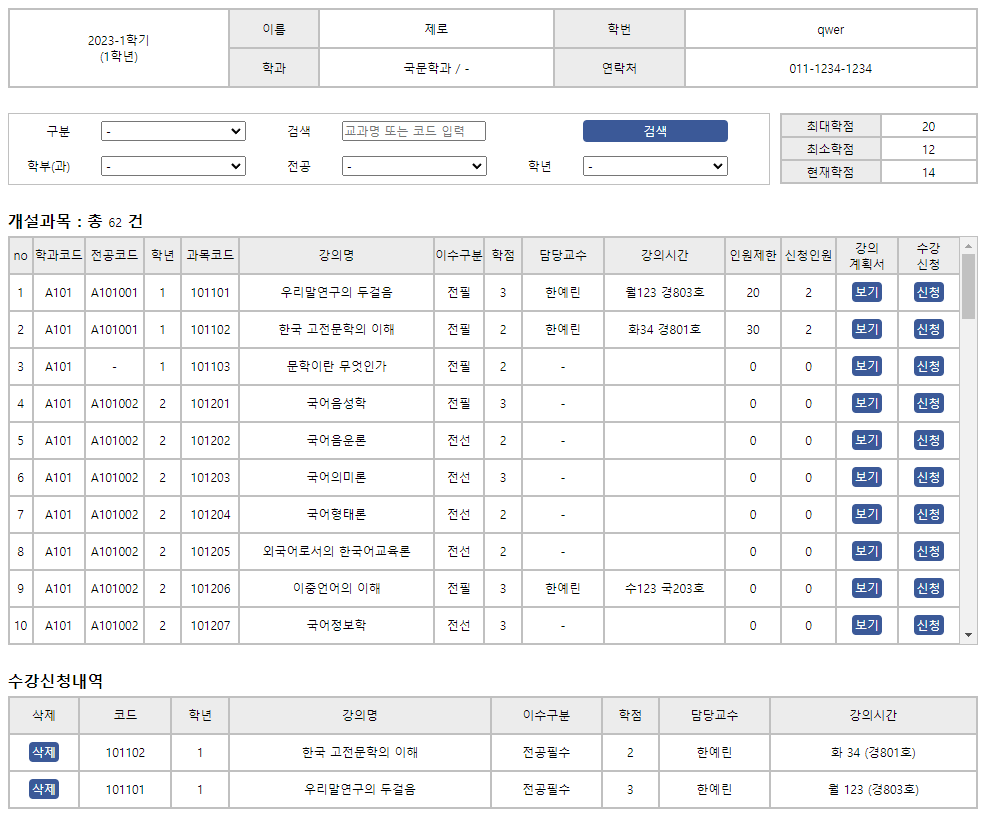 2023-1학기
(1학년)
이름 제로 학번 qwer
학과 국문학과 / - 연락처 011-1234-1234
구분 - 검색 교과명 또는 코드 입력 검색
학부(과) - 전공 - 학년 -
최대학점 20
최소학점 12
현재학점 14
개설과목 : 총 62 건
no 학과코드 전공코드 학년 과목코드 강의명 이수구분 학점 담당교수 강의시간 인원제한 신청인원 강의 계획서 수강 신청
1 A101 A101001 1 101101 우리말연구의 두걸음 전필 3 한예린 월123 경803호 20 2 보기 신청
2 A101 A101001 1 101102 한국 고전문학의 이해 전필 2 한예린 화34 경801호 30 2 보기 신청
3 A101 - 1 101103 문학이란 무엇인가 전필 2 - 0 0 보기 신청
4 A101 A101002 2 101201 국어음성학 전필 3 - 0 0 보기 신청
5 A101 A101002 2 101202 국어음운론 전선 2 - 0 0 보기 신청
6 A101 A101002 2 101203 국어의미론 전선 3 - 0 0 보기 신청
7 A101 A101002 2 101204 국어형태론 전선 2 - 0 0 보기 신청
8 A101 A101002 2 101205 외국어로서의 한국어교육론 전선 2 - 0 0 보기 신청
9 A101 A101002 2 101206 이중언어의 이해 전필 3 한예린 수123 국203호 0 0 보기 신청
10 A101 A101002 2 101207 국어정보학 전선 3 - 0 0 보기 신청
수강신청내역
삭제 코드 학년 강의명 이수구분 학점 담당교수 강의시간
삭제 101102 1 한국 고전문학의 이해 전공필수 2 한예린 화 34 (경801호)
삭제 101101 1 우리말연구의 두걸음 전공필수 3 한예린 월 123 (경803호)